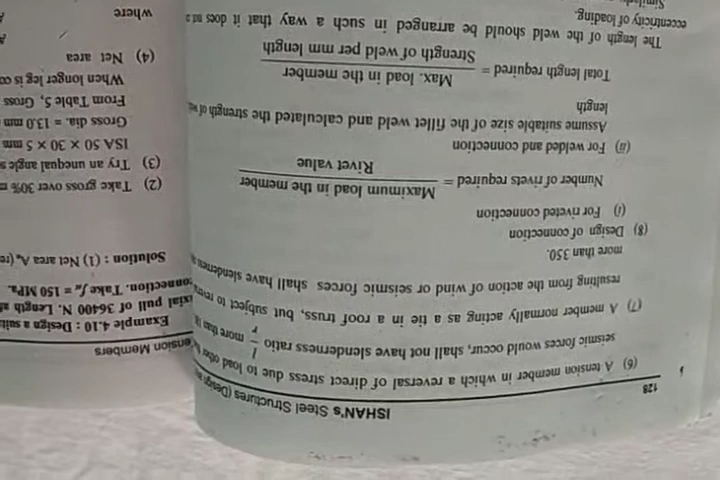 128
ISHAN'S Steel Structures (Design
(6) A tension member in which a reversal of direct stress due to load other
seismic forces would occur, shall not have slenderness ratio l/r more than
(7) A member normally acting as a tie in a roof truss, but subject to
resulting from the action of wind or seismic forces shall have slenderness
more than 350.
(8) Design of connection
(i) For riveted connection
Number of rivets required = Maximum load in the member / Rivet value
(ii) For welded and connection
Assume suitable size of the fillet weld and calculated the strength of
length
Total length required = Max. load in the member / Strength of weld per mm length
The length of the weld should be arranged in such a way that it does not
eccentricity of loading.
ension Members
Example 4.10 : Design a
xial pull of 36400 N. Length
connection. Take = 150 MPa.
Solution : (1) Net area
(2) Take gross over 30%
(3) Try an unequal angle
ISA 50 × 30 × 5 mm
Gross dia. = 13.0 mm
From Table 5, Gross
When longer leg is
(4) Net area
where